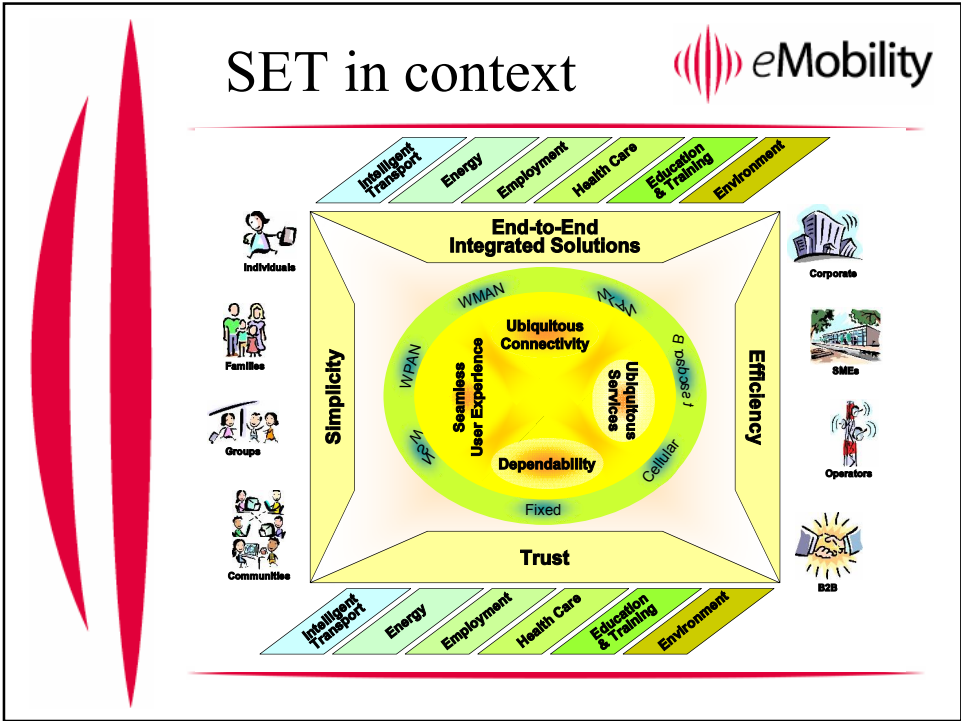 SET in context
eMobility
Intelligent
Transport
Energy
Employment
Health Care
Education
& Training
Environment
End-to-End
Integrated Solutions
Individuals
Families
Groups
Communities
Simplicity
WMAN
WPAN
Cellular
Fixed
Ubiquitous
Connectivity
Seamless
User Experience
Ubiquitous
Services
Dependability
Efficiency
Trust
Corporate
SMEs
Operators
B2B
Intelligent
Transport
Energy
Employment
Health Care
Education
& Training
Environment